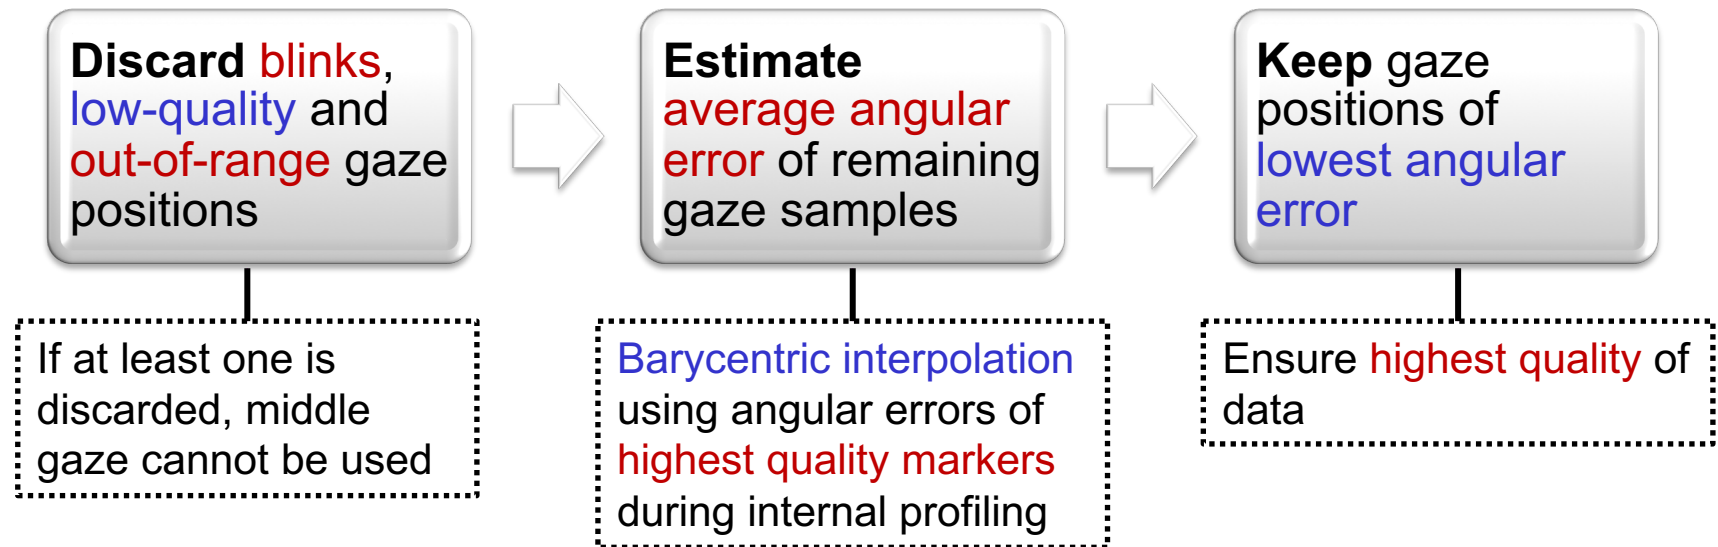 Discard blinks,
low-quality and
out-of-range gaze
positions
Estimate
average angular
error of remaining
gaze samples
Keep gaze
positions of
lowest angular
error
If at least one is
discarded, middle
gaze cannot be used
Barycentric interpolation
using angular errors of
highest quality markers
during internal profiling
Ensure highest quality of
data